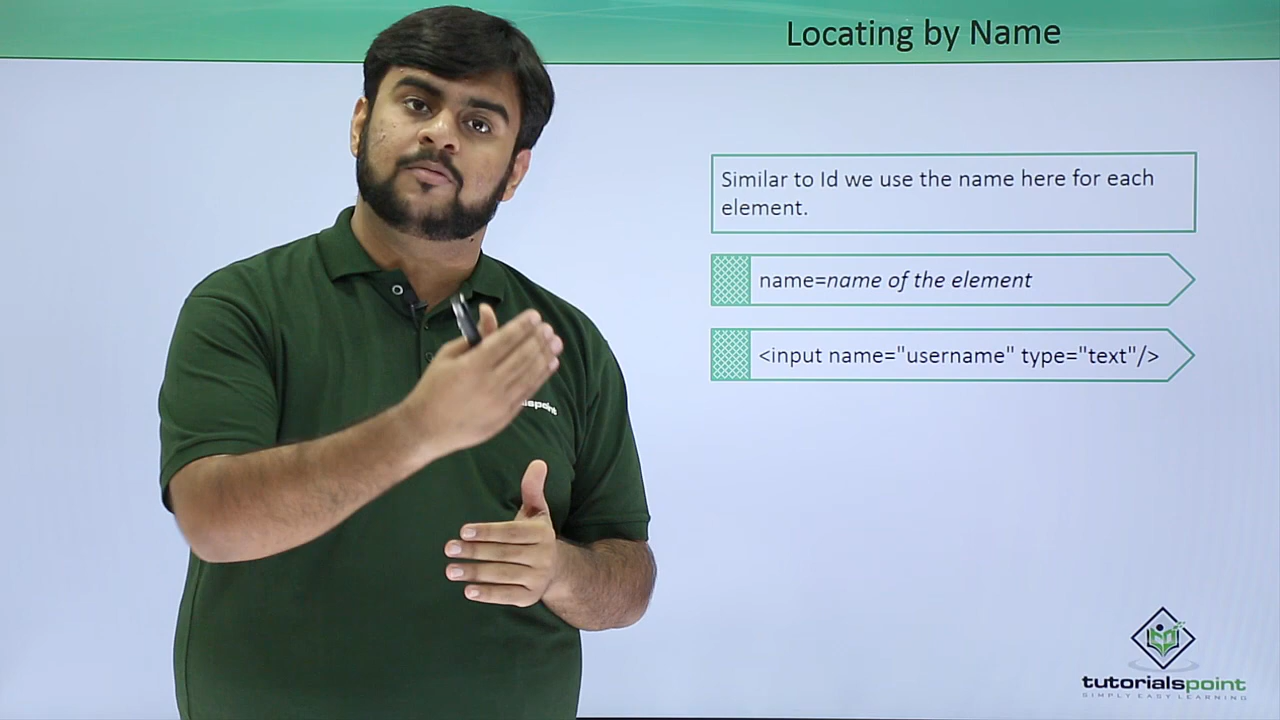 Locating by Name
Similar to Id we use the name here for each
element.
name=name of the element
<input name="username" type="text"/>
tutorialspoint
SIMPLY EASY LEARNING